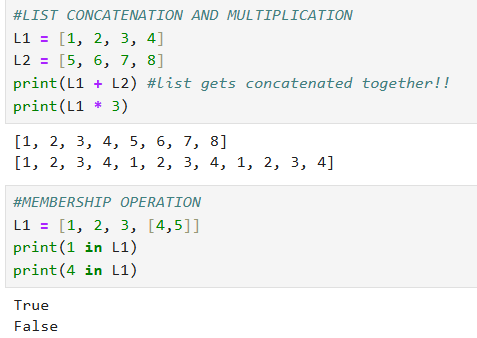 #LIST CONCATENATION AND MULTIPLICATION
L1 = [1, 2, 3, 4]
L2 = [5, 6, 7, 8]
print(L1 + L2) #list gets concatenated together!!
print(L1 * 3)
[1, 2, 3, 4, 5, 6, 7, 8]
[1, 2, 3, 4, 1, 2, 3, 4, 1, 2, 3, 4]
#MEMBERSHIP OPERATION
L1 = [1, 2, 3, [4,5]]
print(1 in L1)
print(4 in L1)
True
False